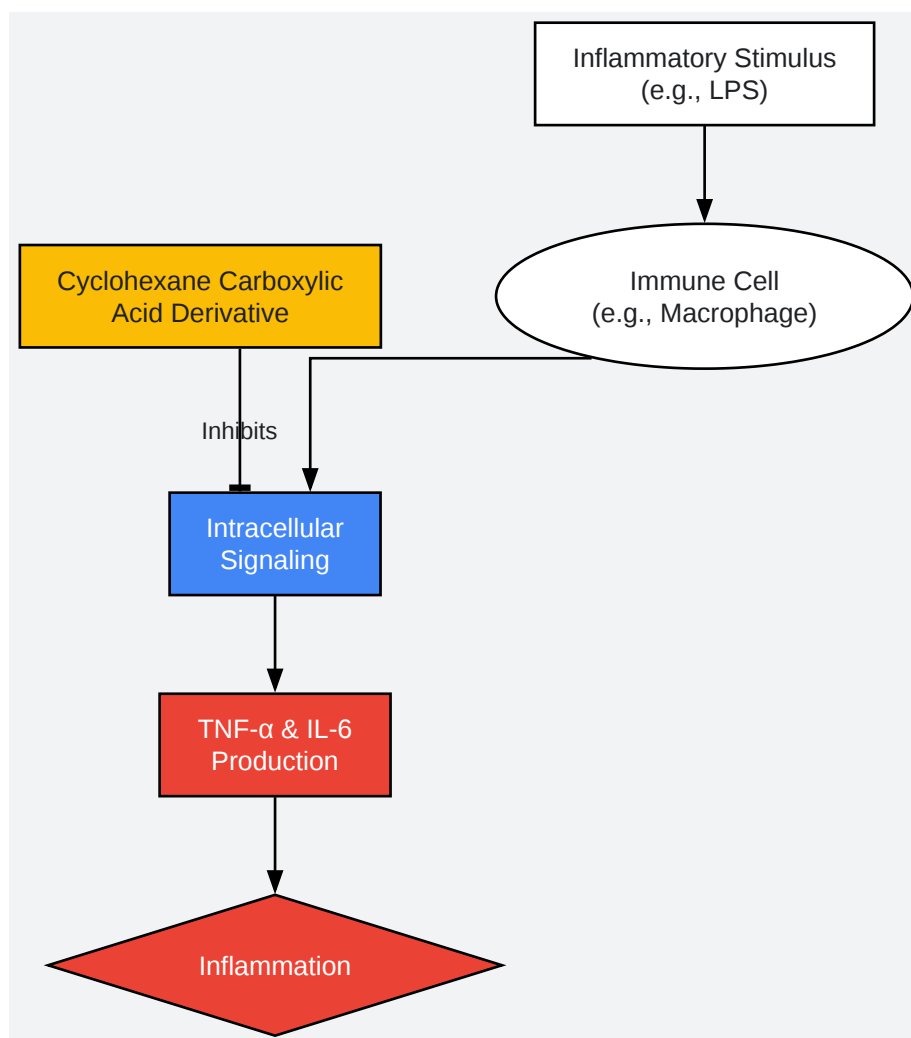 Inflammatory Stimulus
(e.g., LPS)
Cyclohexane Carboxylic
Acid Derivative
Immune Cell
(e.g., Macrophage)
Inhibits
Intracellular
Signaling
TNF-α & IL-6
Production
Inflammation